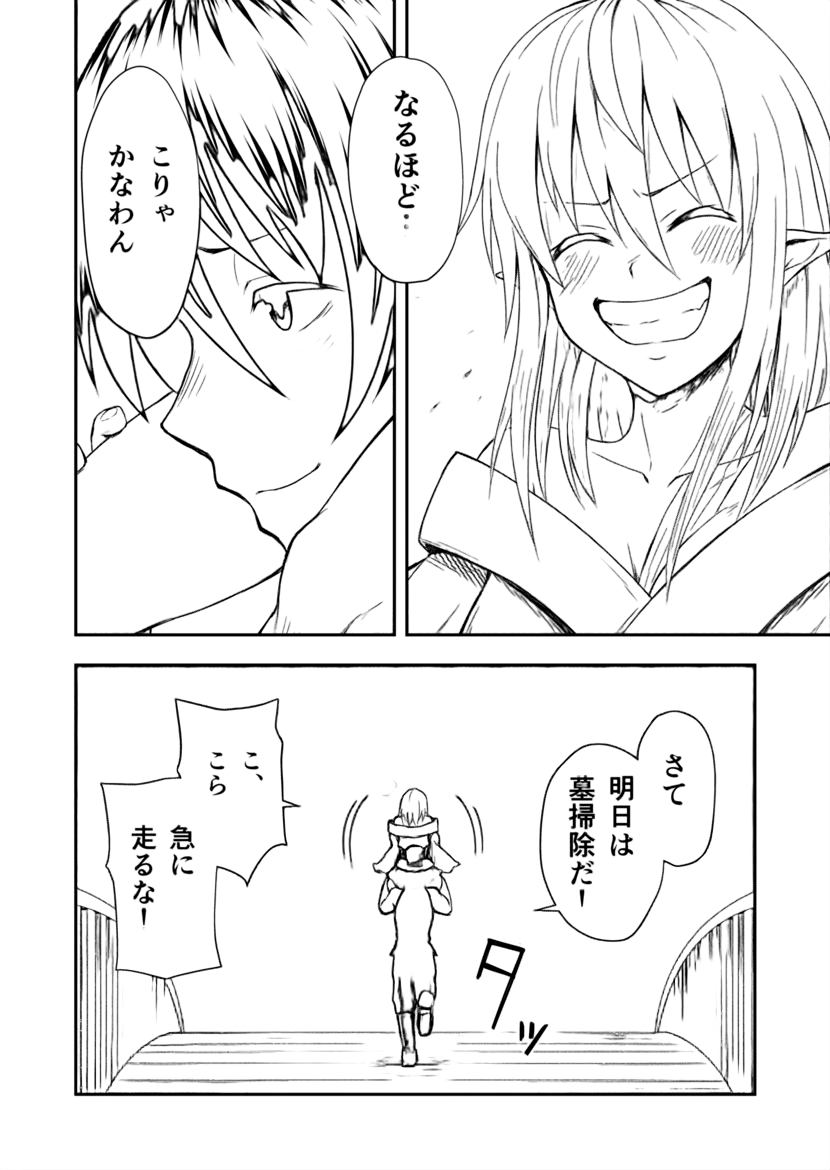 なるほど‥
こりゃ
かなわん
さて
明日は
墓掃除だ！
タッ
こ、
こら
急に
走るな！